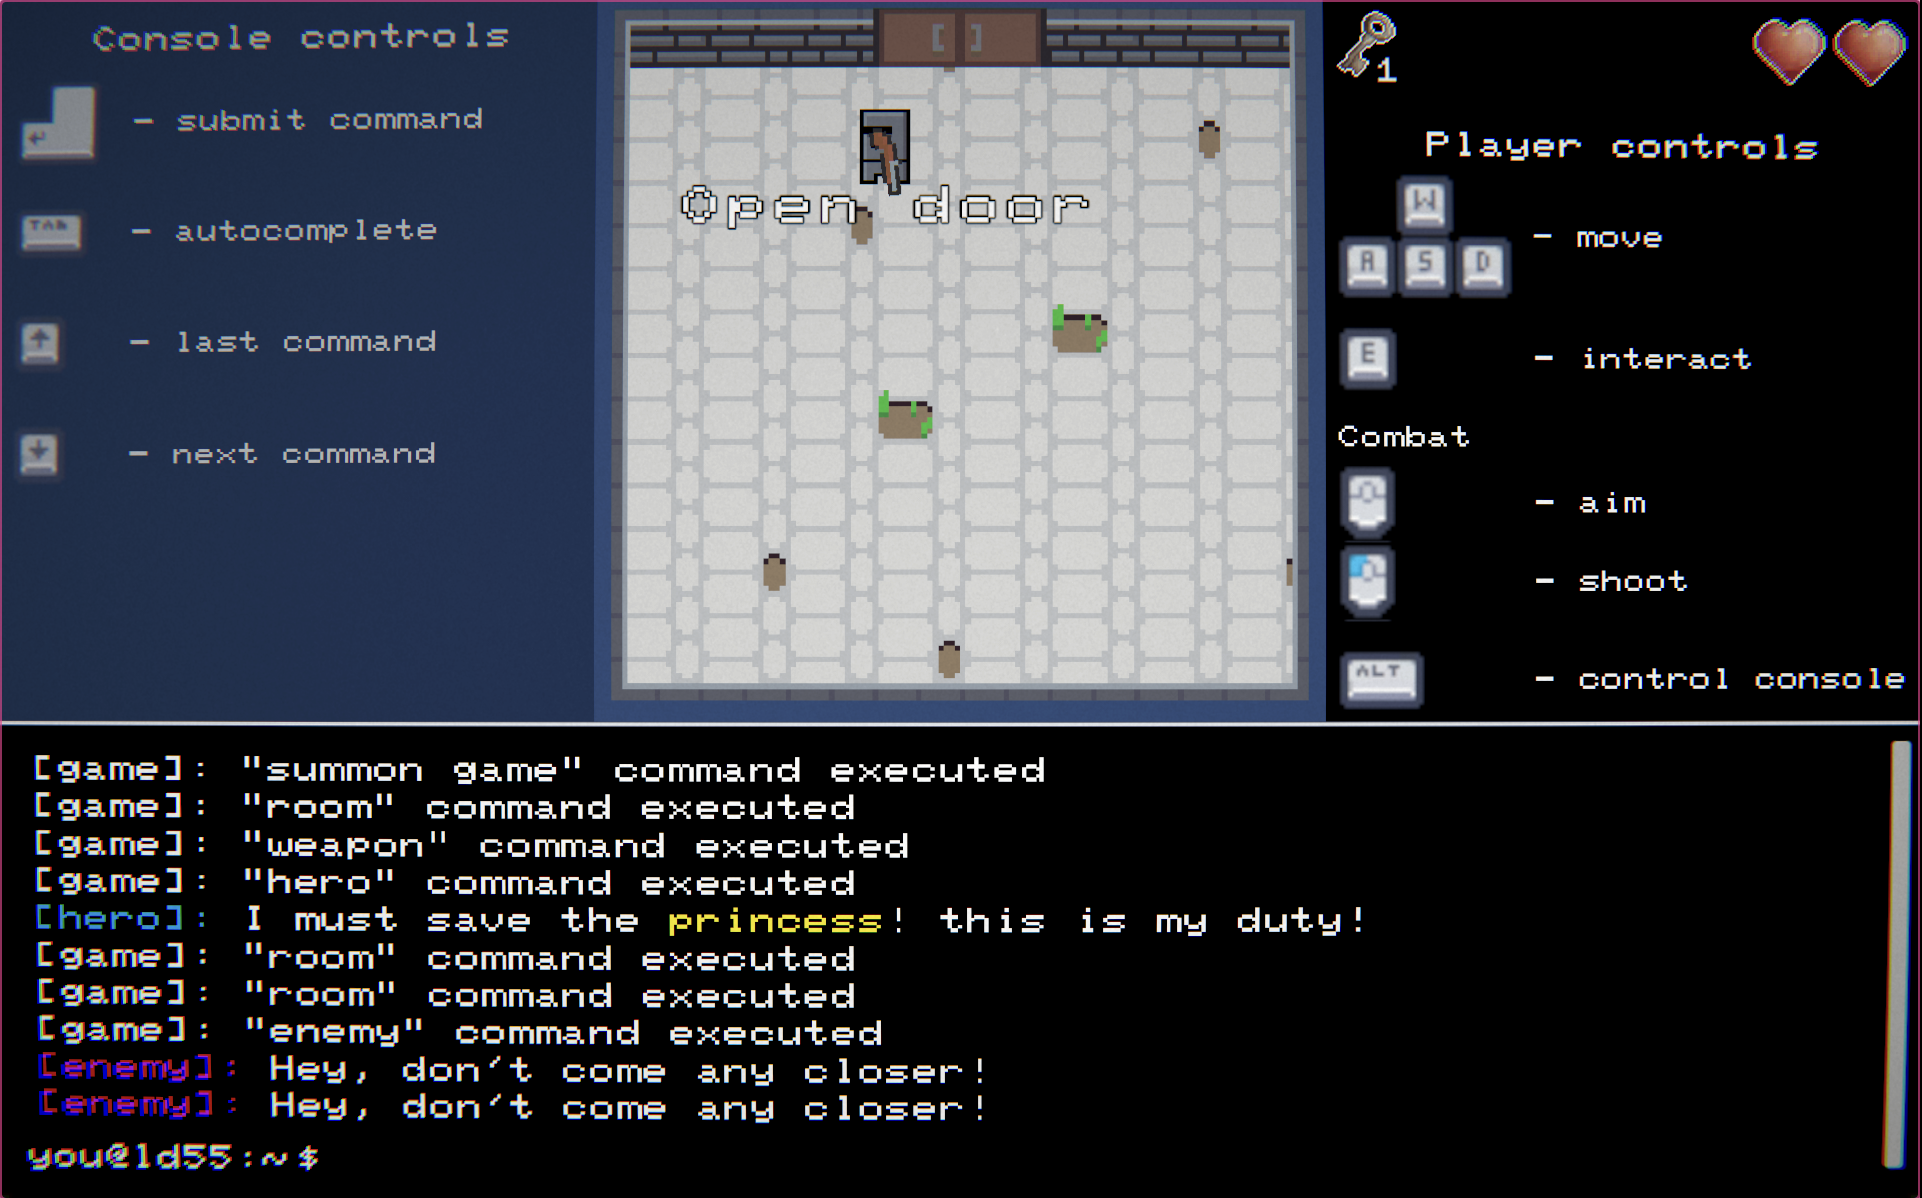 Console controls
- submit command
TAB - autocomplete
- last command
- next command
[ ]
Open door
1
Player controls
W
A S D - move
E - interact
Combat
- aim
- shoot
ALT - control console
[game]: "summon game" command executed
[game]: "room" command executed
[game]: "weapon" command executed
[game]: "hero" command executed
[hero]: I must save the princess! this is my duty!
[game]: "room" command executed
[game]: "room" command executed
[game]: "enemy" command executed
[enemy]: Hey, don't come any closer!
[enemy]: Hey, don't come any closer!
you@ld55:~$